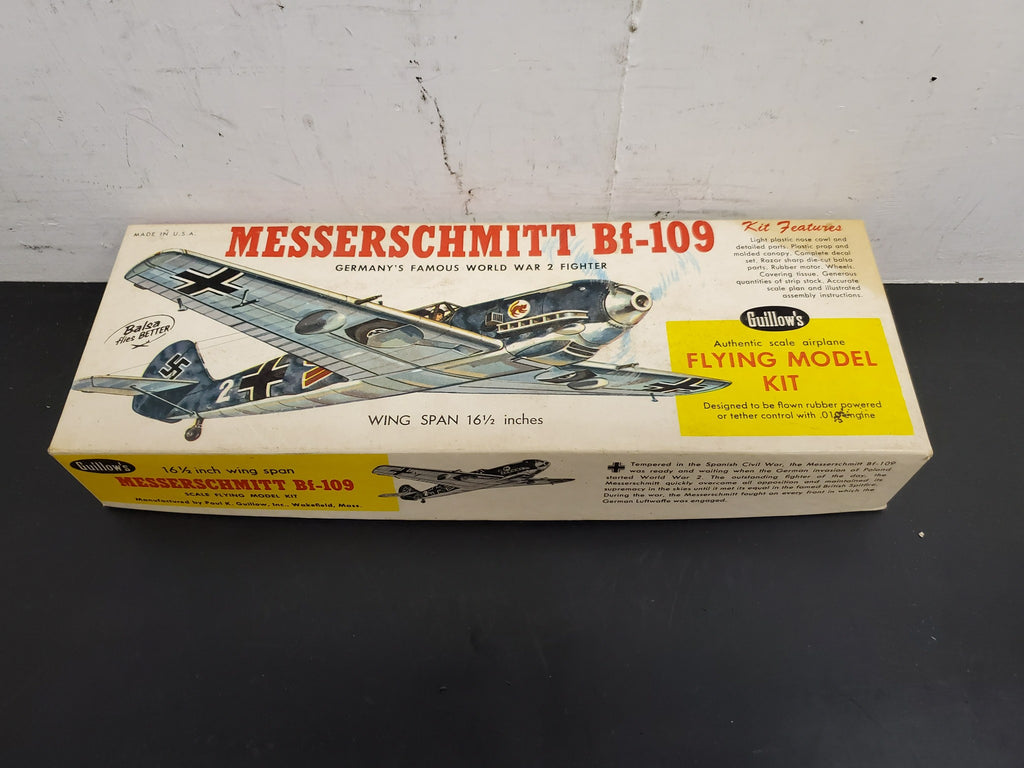 MADE IN U.S.A.
MESSERSCHMITT Bf-109
GERMANY'S FAMOUS WORLD WAR 2 FIGHTER
Kit Features
Light plastic nose cowl and
detailed parts. Plastic prop and
molded canopy. Complete decal
set. Razor sharp die-cut balsa
parts. Rubber motor. Wheels.
Covering tissue. Generous
quantities of strip stock. Accurate
scale plan and illustrated
assembly instructions.
Balsa
flies BETTER
2
WING SPAN 16½ inches
Guillow's
Authentic scale airplane
FLYING MODEL
KIT
Designed to be flown rubber powered
or tether control with engine
Guillow's
16½ inch wing span
MESSERSCHMITT Bf-109
SCALE FLYING MODEL KIT
Manufactured by Paul K. Guillow, Inc., Wakefield, Mass.
Tempered in the Spanish Civil War, the Messerschmitt Bf-109
was ready and waiting when the German invasion of Poland
started World War 2. The outstanding fighter of its day, the
Messerschmitt quickly overcame all opposition and maintained its
supremacy in the skies until it met its equal in the famed British Spitfire.
During the war, the Messerschmitt fought on every front in which the
German Luftwaffe was engaged.